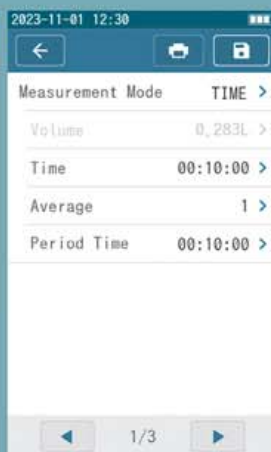 2023-11-01 12:30
Measurement Mode TIME >
Volume 0.283L >
Time 00:10:00 >
Average 1 >
Period Time 00:10:00 >
1/3